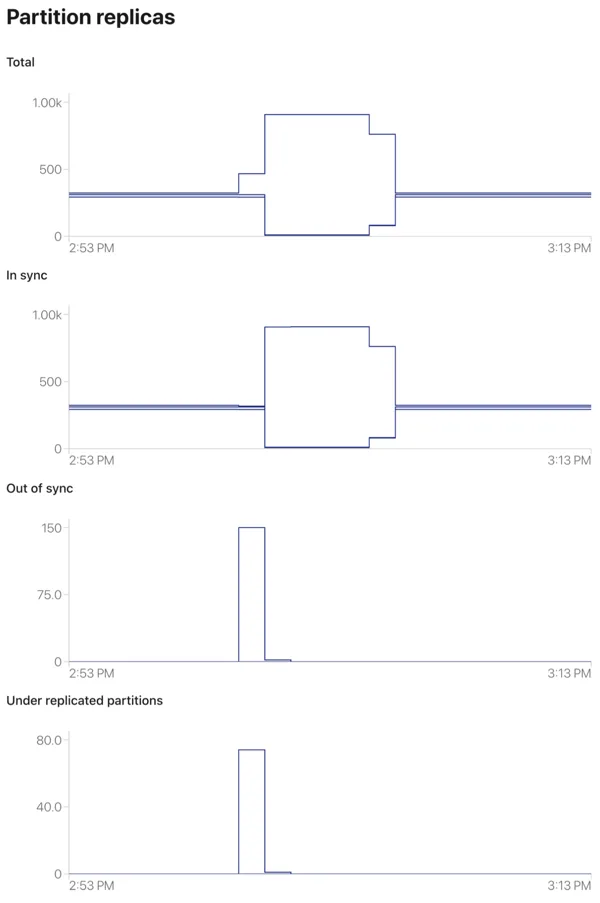 Partition replicas
Total
1.00k
500
0
2:53 PM 3:13 PM
In sync
1.00k
500
0
2:53 PM 3:13 PM
Out of sync
150
75.0
0
2:53 PM 3:13 PM
Under replicated partitions
80.0
40.0
0
2:53 PM 3:13 PM